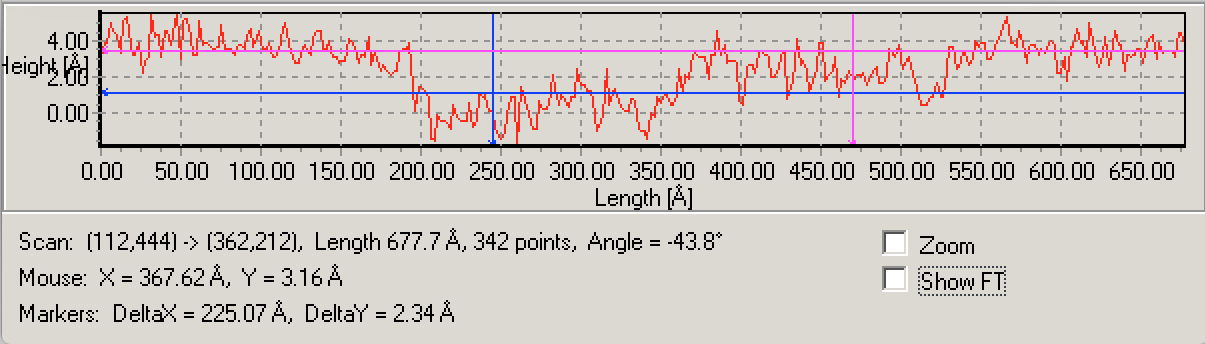 4.00
Height [Å]
2.00
0.00
0.00 50.00 100.00 150.00 200.00 250.00 300.00 350.00 400.00 450.00 500.00 550.00 600.00 650.00
Length [Å]
Scan: (112,444) -> (362,212), Length 677.7 Å, 342 points, Angle = -43.8°
Zoom
Mouse: X = 367.62 Å, Y = 3.16 Å
Show FT
Markers: DeltaX = 225.07 Å, DeltaY = 2.34 Å